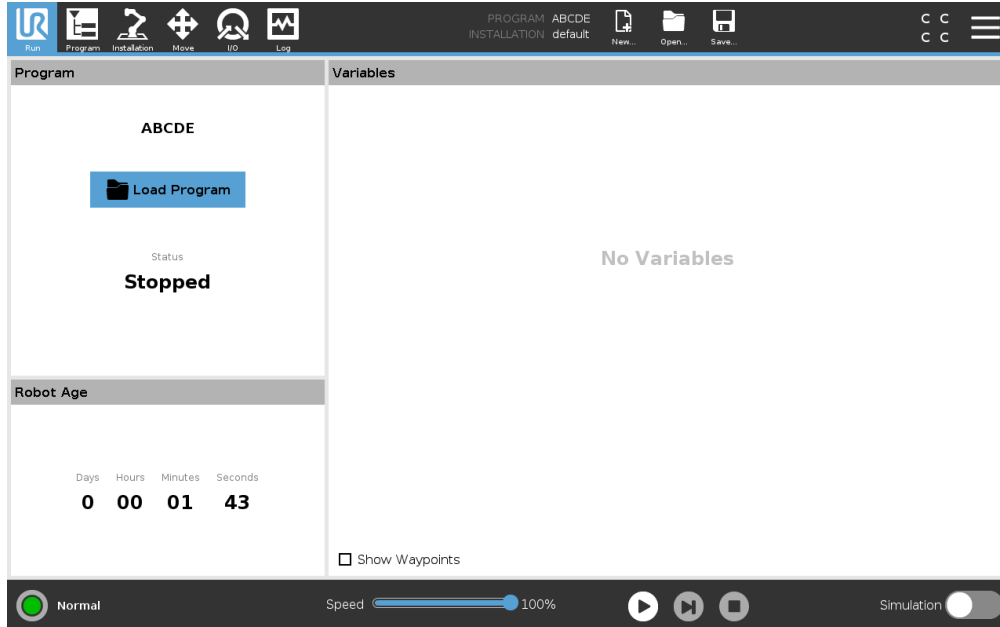 UR
PROGRAM ABCDE
INSTALLATION default
C C
C C
Run Program Installation Move I/O Log New... Open... Save...
Program
Variables
ABCDE
Load Program
Status
Stopped
No Variables
Robot Age
Days Hours Minutes Seconds
0 00 01 43
Show Waypoints
Normal
Speed 100%
Simulation